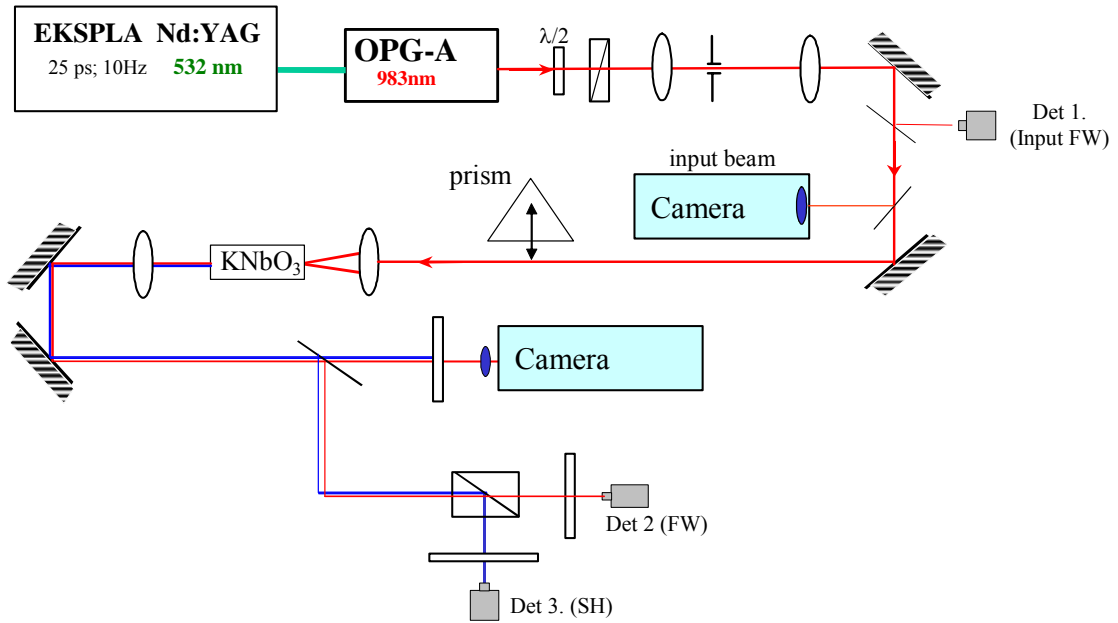 EKSPLA Nd:YAG
25 ps; 10Hz 532 nm
OPG-A
983nm
λ/2
Det 1.
(Input FW)
input beam
Camera
prism
KNbO₃
Camera
Det 2 (FW)
Det 3. (SH)